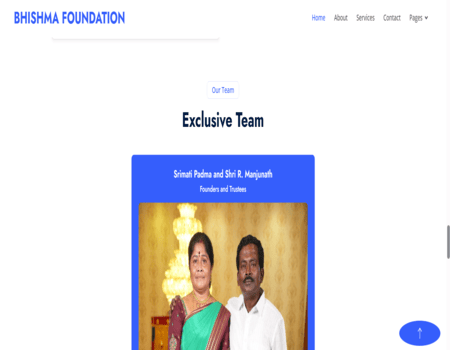 BHISHMA FOUNDATION
Home About Services Contact Pages
Our Team
Exclusive Team
Srimati Padma and Shri R. Manjunath
Founders and Trustees